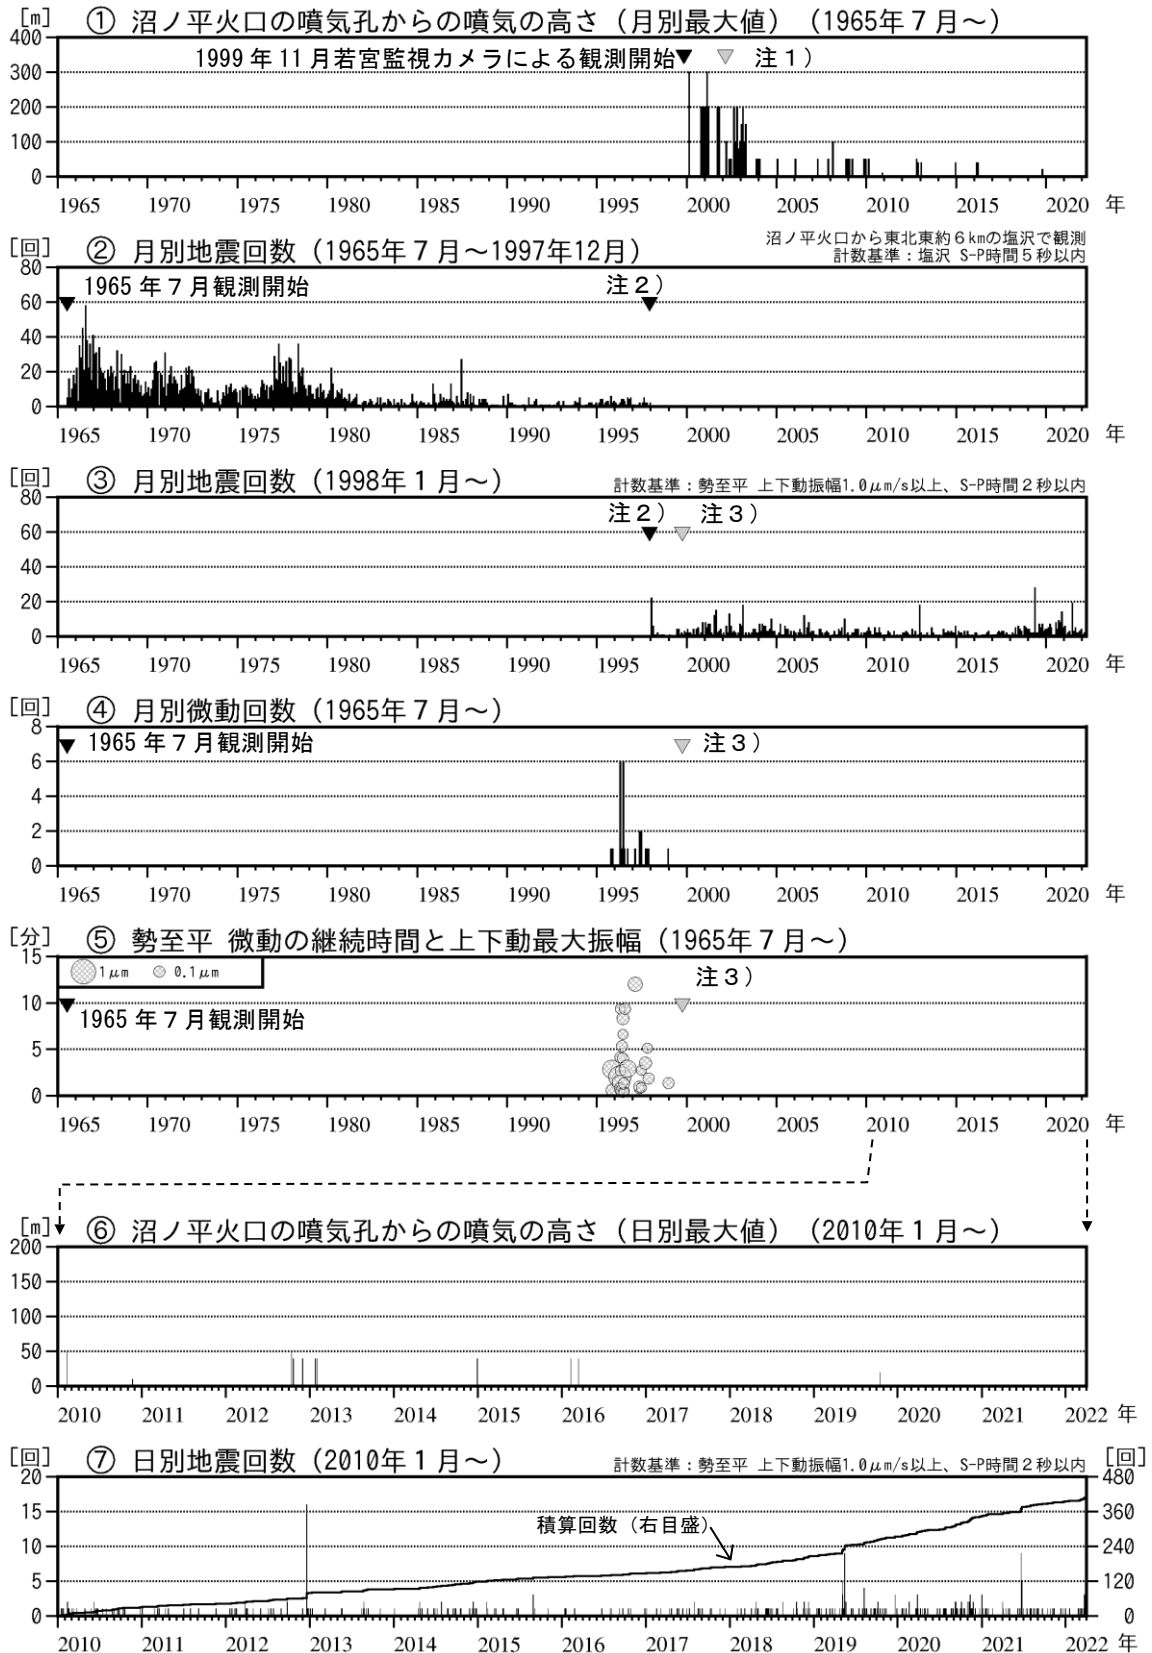 [m] ① 沼ノ平火口の噴気孔からの噴気の高さ（月別最大値）（1965年７月～）
400
1999年11月若宮監視カメラによる観測開始 注１）
300
200
100
0
1965 1970 1975 1980 1985 1990 1995 2000 2005 2010 2015 2020 年
沼ノ平火口から東北東約６kmの塩沢で観測
[回] ② 月別地震回数（1965年７月～1997年12月）
計数基準：塩沢 S-P時間５秒以内
80
1965年７月観測開始 注２）
60
40
20
0
1965 1970 1975 1980 1985 1990 1995 2000 2005 2010 2015 2020 年
[回] ③ 月別地震回数（1998年１月～） 計数基準：勢至平 上下動振幅1.0μm/s以上、S-P時間２秒以内
80
注２） 注３）
60
40
20
0
1965 1970 1975 1980 1985 1990 1995 2000 2005 2010 2015 2020 年
[回] ④ 月別微動回数（1965年７月～）
8
1965年７月観測開始 注３）
6
4
2
0
1965 1970 1975 1980 1985 1990 1995 2000 2005 2010 2015 2020 年
[分] ⑤ 勢至平 微動の継続時間と上下動最大振幅（1965年７月～）
15
1μm 0.1μm 注３）
10
1965年７月観測開始
5
0
1965 1970 1975 1980 1985 1990 1995 2000 2005 2010 2015 2020 年
[m] ⑥ 沼ノ平火口の噴気孔からの噴気の高さ（日別最大値）（2010年１月～）
200
150
100
50
0
2010 2011 2012 2013 2014 2015 2016 2017 2018 2019 2020 2021 2022 年
[回] ⑦ 日別地震回数（2010年１月～） 計数基準：勢至平 上下動振幅1.0μm/s以上、S-P時間２秒以内 [回]
20 480
15 360
積算回数（右目盛）
10 240
5 120
0 0
2010 2011 2012 2013 2014 2015 2016 2017 2018 2019 2020 2021 2022 年